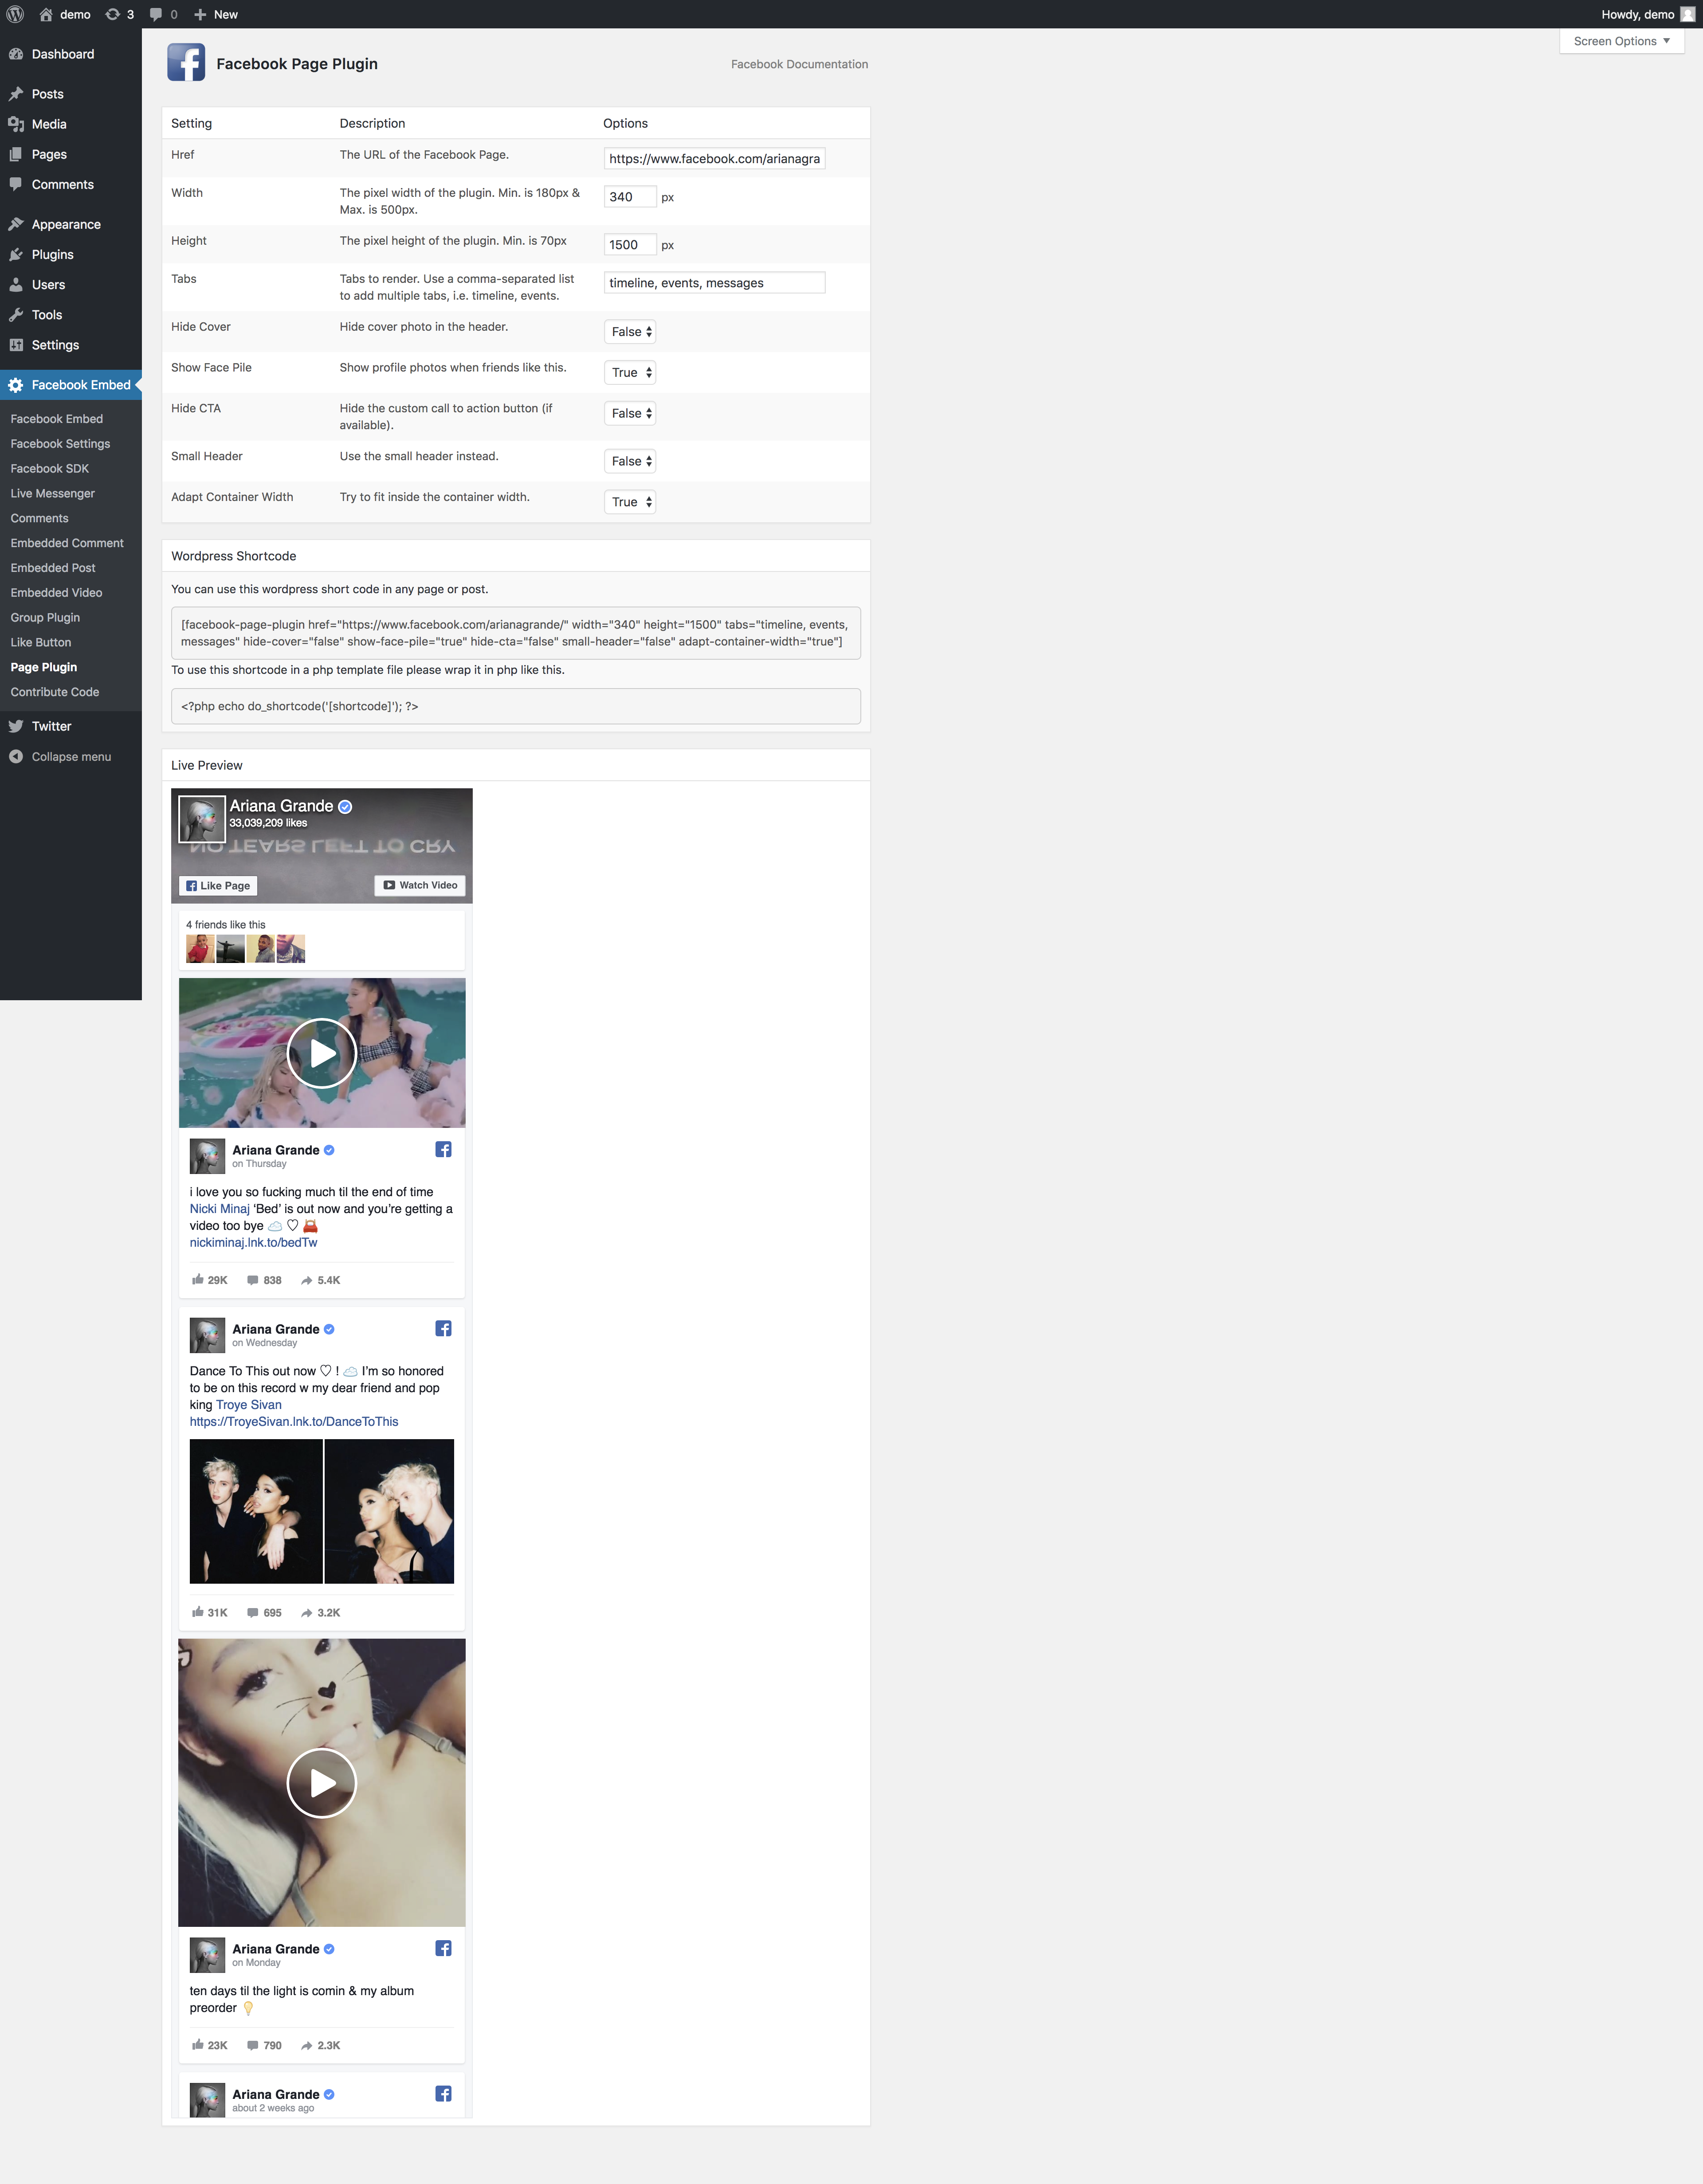 demo 3 0 New Howdy, demo
Screen Options
Dashboard
Posts
Media
Pages
Comments
Appearance
Plugins
Users
Tools
Settings
Facebook Embed
Facebook Embed
Facebook Settings
Facebook SDK
Live Messenger
Comments
Embedded Comment
Embedded Post
Embedded Video
Group Plugin
Like Button
Page Plugin
Contribute Code
Twitter
Collapse menu
Facebook Page Plugin Facebook Documentation
Setting Description Options
Href The URL of the Facebook Page. https://www.facebook.com/arianagra
Width The pixel width of the plugin. Min. is 180px & 340 px
Max. is 500px.
Height The pixel height of the plugin. Min. is 70px 1500 px
Tabs Tabs to render. Use a comma-separated list timeline, events, messages
to add multiple tabs, i.e. timeline, events.
Hide Cover Hide cover photo in the header. False
Show Face Pile Show profile photos when friends like this. True
Hide CTA Hide the custom call to action button (if False
available).
Small Header Use the small header instead. False
Adapt Container Width Try to fit inside the container width. True
Wordpress Shortcode
You can use this wordpress short code in any page or post.
[facebook-page-plugin href="https://www.facebook.com/arianagrande/" width="340" height="1500" tabs="timeline, events,
messages" hide-cover="false" show-face-pile="true" hide-cta="false" small-header="false" adapt-container-width="true"]
To use this shortcode in a php template file please wrap it in php like this.
<?php echo do_shortcode('[shortcode]'); ?>
Live Preview
Ariana Grande
33,039,209 likes
NO TEARS LEFT TO CRY
Like Page Watch Video
4 friends like this
Ariana Grande
on Thursday
i love you so fucking much til the end of time
Nicki Minaj ‘Bed’ is out now and you’re getting a
video too bye ☁️ ♡ 👜
nickiminaj.lnk.to/bedTw
29K 838 5.4K
Ariana Grande
on Wednesday
Dance To This out now ♡ ! ☁️ I’m so honored
to be on this record w my dear friend and pop
king Troye Sivan
https://TroyeSivan.lnk.to/DanceToThis
31K 695 3.2K
Ariana Grande
on Monday
ten days til the light is comin & my album
preorder 💡
23K 790 2.3K
Ariana Grande
about 2 weeks ago